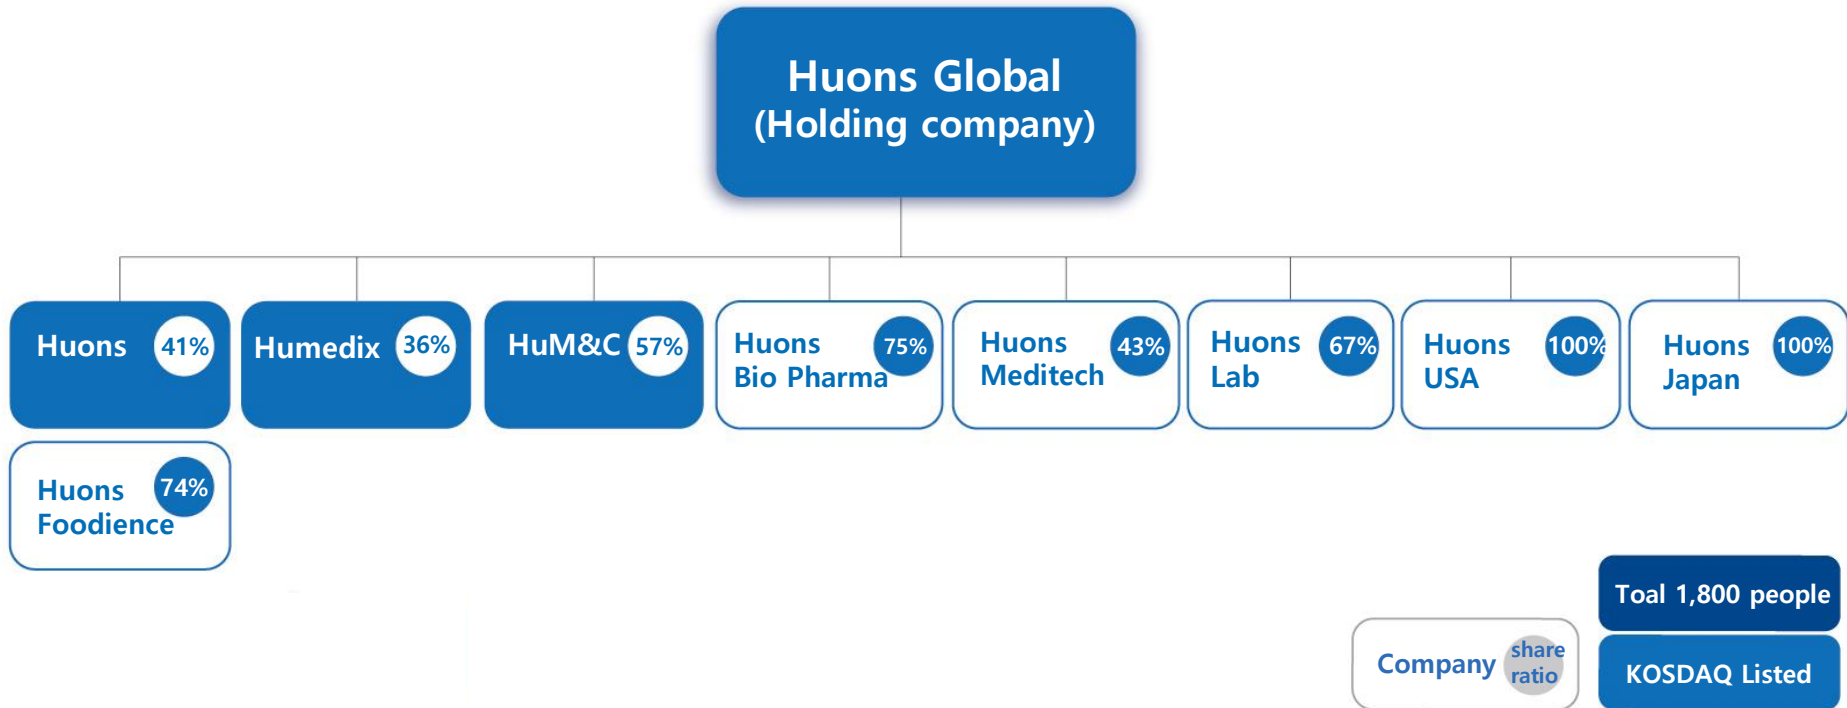 Huons Global
(Holding company)
Huons 41%
Humedix 36%
HuM&C 57%
Huons
Bio Pharma
75%
Huons
Meditech
43%
Huons
Lab
67%
Huons
USA
100%
Huons
Japan
100%
Huons
Foodience
74%
Toal 1,800 people
Company
share
ratio
KOSDAQ Listed